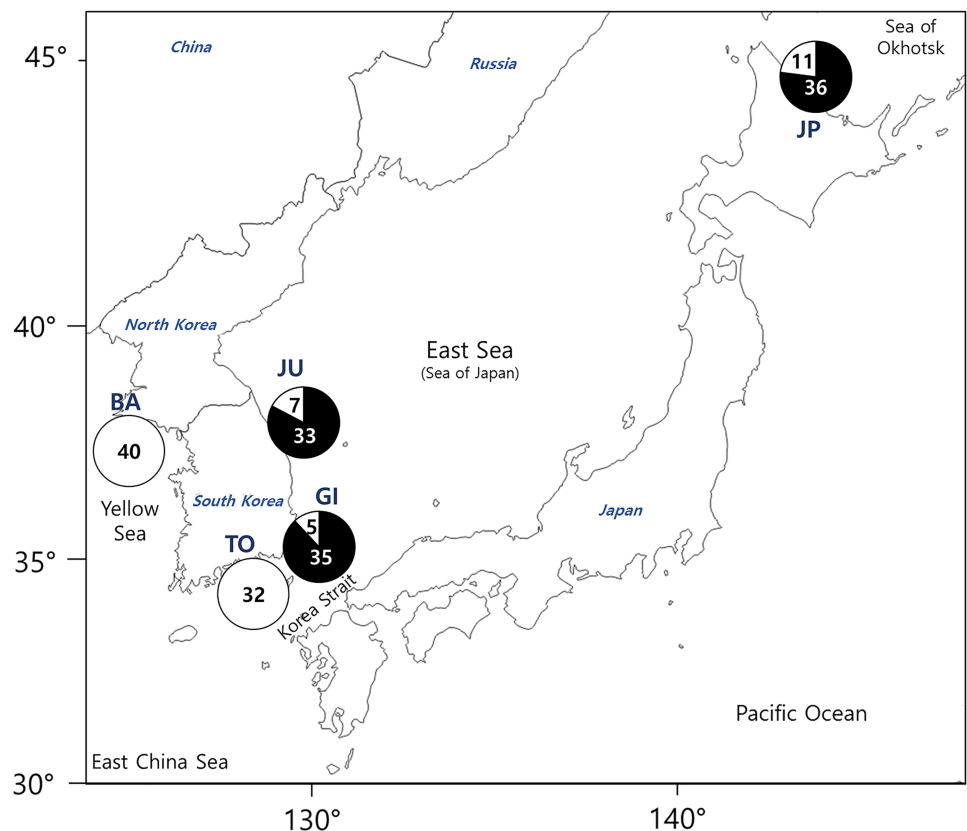 Sea of
Okhotsk
China
Russia
45°
11
36
JP
40°
North Korea
East Sea
(Sea of Japan)
JU
7
33
BA
40
Yellow
Sea
South Korea
GI
5
35
Japan
35°
TO
32
Korea Strait
Pacific Ocean
East China Sea
30°
130°
140°